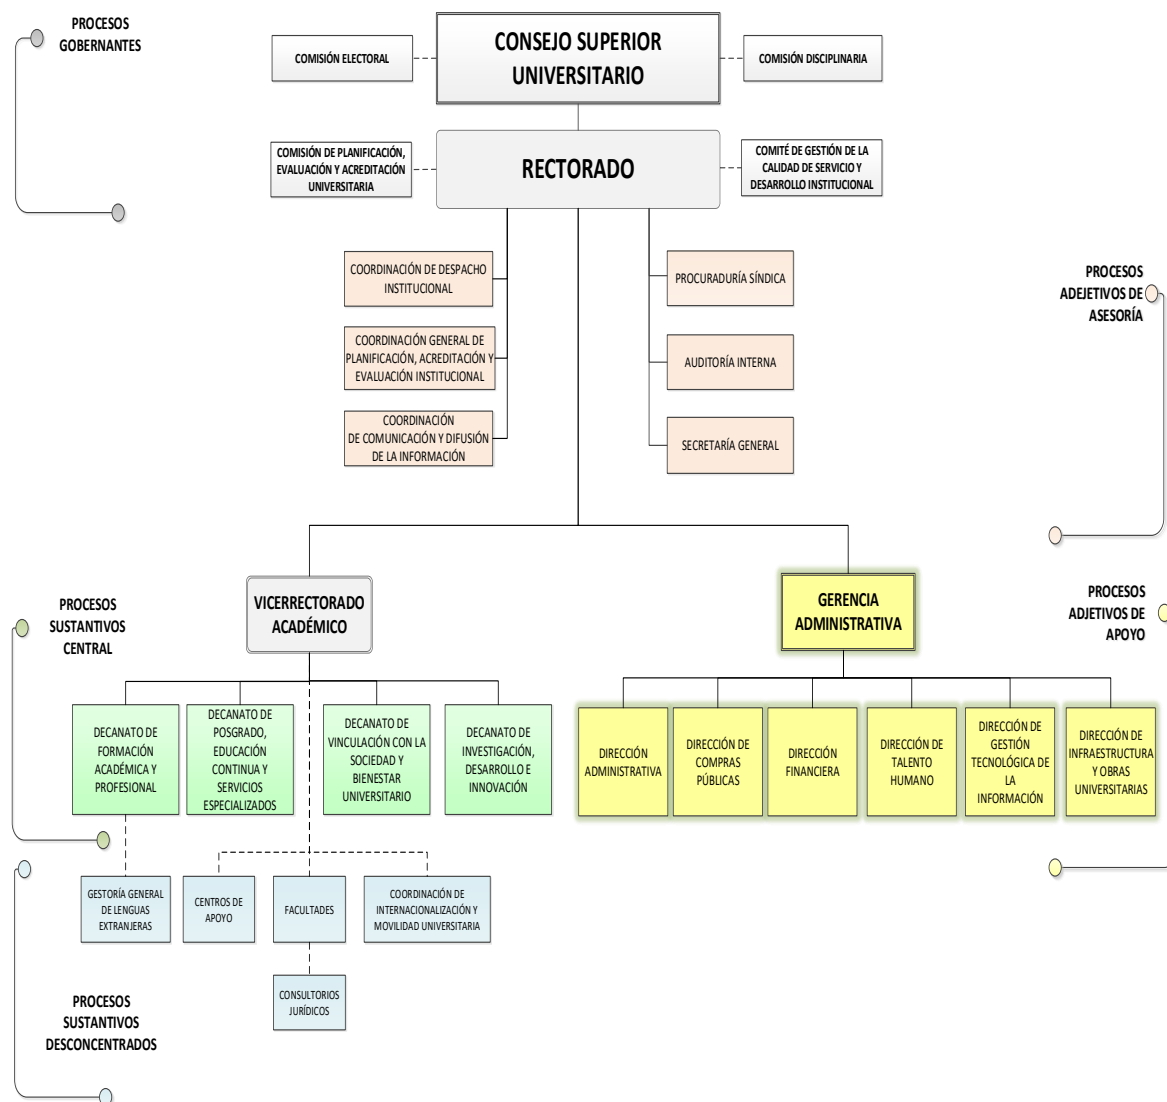 PROCESOS
GOBERNANTES
COMISIÓN ELECTORAL
CONSEJO SUPERIOR
UNIVERSITARIO
COMISIÓN DISCIPLINARIA
COMISIÓN DE PLANIFICACIÓN,
EVALUACIÓN Y ACREDITACIÓN
UNIVERSITARIA
RECTORADO
COMITÉ DE GESTIÓN DE LA
CALIDAD DE SERVICIO Y
DESARROLLO INSTITUCIONAL
COORDINACIÓN DE DESPACHO
INSTITUCIONAL
PROCURADURÍA SÍNDICA
PROCESOS
ADEJETIVOS DE
ASESORÍA
COORDINACIÓN GENERAL DE
PLANIFICACIÓN, ACREDITACIÓN Y
EVALUACIÓN INSTITUCIONAL
AUDITORÍA INTERNA
COORDINACIÓN
DE COMUNICACIÓN Y DIFUSIÓN
DE LA INFORMACIÓN
SECRETARÍA GENERAL
PROCESOS
SUSTANTIVOS
CENTRAL
VICERRECTORADO
ACADÉMICO
GERENCIA
ADMINISTRATIVA
PROCESOS
ADJETIVOS DE
APOYO
DECANATO DE
FORMACIÓN
ACADÉMICA Y
PROFESIONAL
DECANATO DE
POSGRADO,
EDUCACIÓN
CONTINUA Y
SERVICIOS
ESPECIALIZADOS
DECANATO DE
VINCULACIÓN CON LA
SOCIEDAD Y
BIENESTAR
UNIVERSITARIO
DECANATO DE
INVESTIGACIÓN,
DESARROLLO E
INNOVACIÓN
DIRECCIÓN
ADMINISTRATIVA
DIRECCIÓN DE
COMPRAS
PÚBLICAS
DIRECCIÓN
FINANCIERA
DIRECCIÓN DE
TALENTO
HUMANO
DIRECCIÓN DE
GESTIÓN
TECNOLÓGICA DE
LA
INFORMACIÓN
DIRECCIÓN DE
INFRAESTRUCTURA
Y OBRAS
UNIVERSITARIAS
GESTORÍA GENERAL
DE LENGUAS
EXTRANJERAS
CENTROS DE
APOYO
FACULTADES
COORDINACIÓN DE
INTERNACIONALIZACIÓN Y
MOVILIDAD UNIVERSITARIA
CONSULTORIOS
JURÍDICOS
PROCESOS
SUSTANTIVOS
DESCONCENTRADOS